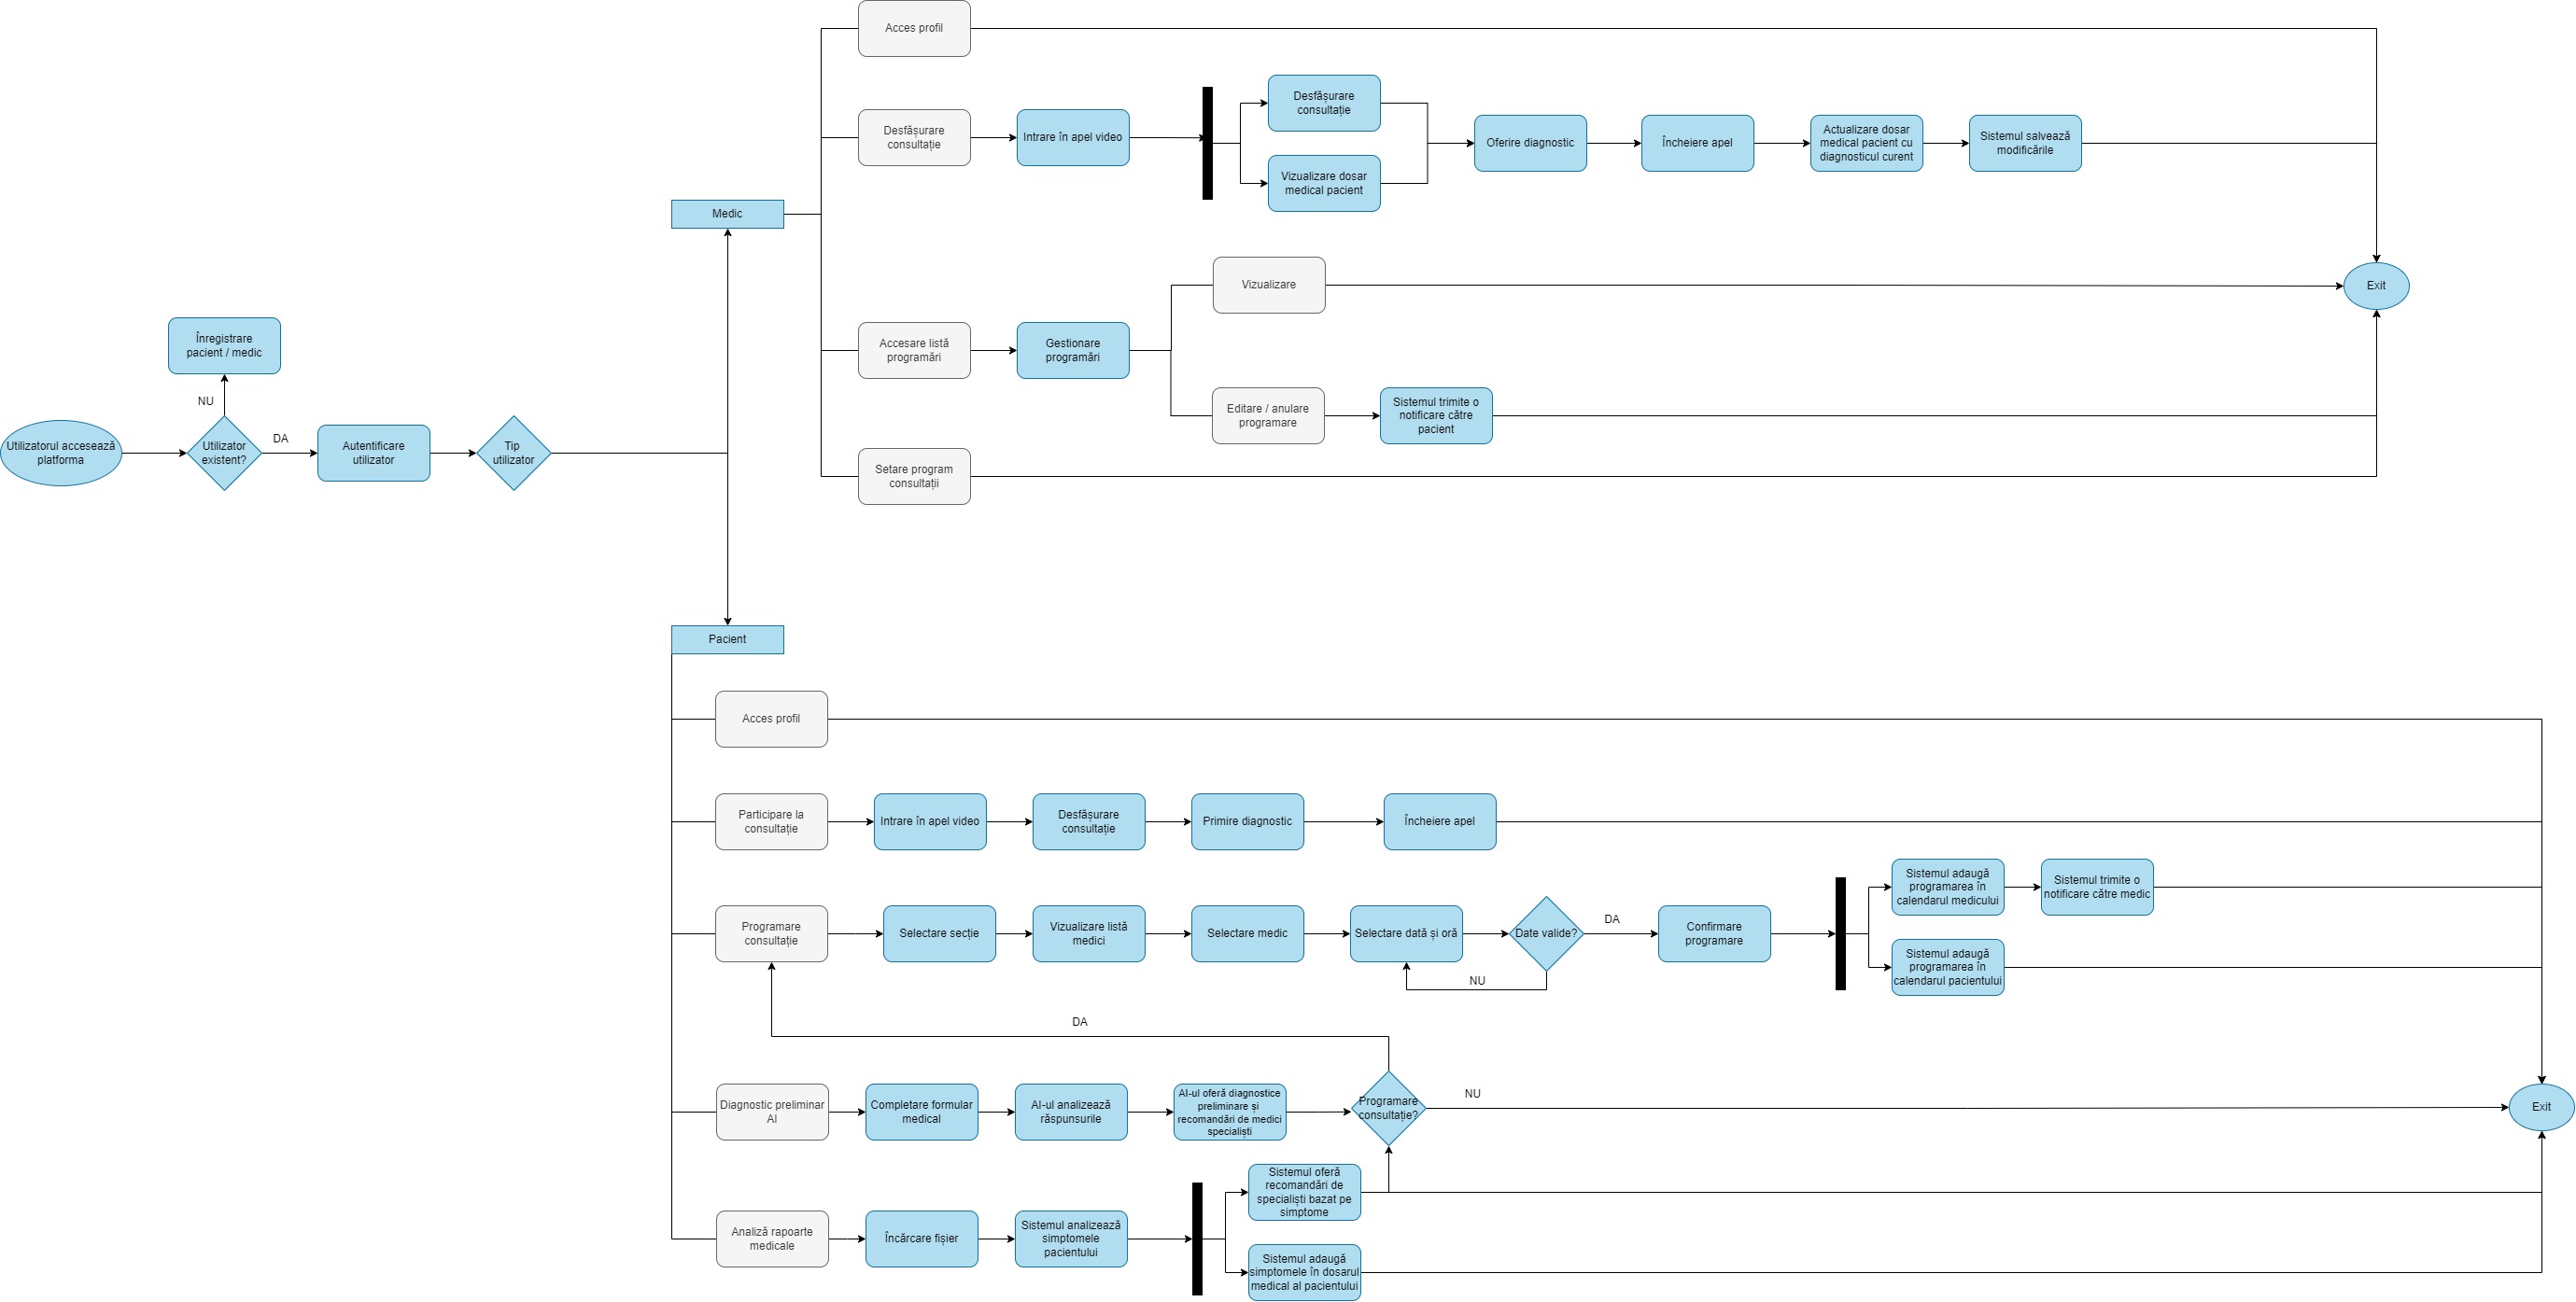 Acces profil
Desfășurare
consultație
Intrare în apel video
Desfășurare
consultație
Vizualizare dosar
medical pacient
Oferire diagnostic
Încheiere apel
Actualizare dosar
medical pacient cu
diagnosticul curent
Sistemul salvează
modificările
Medic
Vizualizare
Exit
Accesare listă
programări
Gestionare
programări
Editare / anulare
programare
Sistemul trimite o
notificare către
pacient
Setare program
consultații
Înregistrare
pacient / medic
NU
Utilizatorul accesează
platforma
Utilizator
existent?
DA
Autentificare
utilizator
Tip
utilizator
Pacient
Acces profil
Participare la
consultație
Intrare în apel video
Desfășurare
consultație
Primire diagnostic
Încheiere apel
Programare
consultație
Selectare secție
Vizualizare listă
medici
Selectare medic
Selectare dată și oră
Date valide?
DA
NU
Confirmare
programare
Sistemul adaugă
programarea în
calendarul medicului
Sistemul trimite o
notificare către medic
Sistemul adaugă
programarea în
calendarul pacientului
DA
Diagnostic preliminar
AI
Completare formular
medical
AI-ul analizează
răspunsurile
AI-ul oferă diagnostice
preliminare și
recomandări de medici
specialiști
Programare
consultație?
NU
Exit
Analiză rapoarte
medicale
Încărcare fișier
Sistemul analizează
simptomele
pacientului
Sistemul oferă
recomandări de
specialiști bazat pe
simptome
Sistemul adaugă
simptomele în dosarul
medical al pacientului